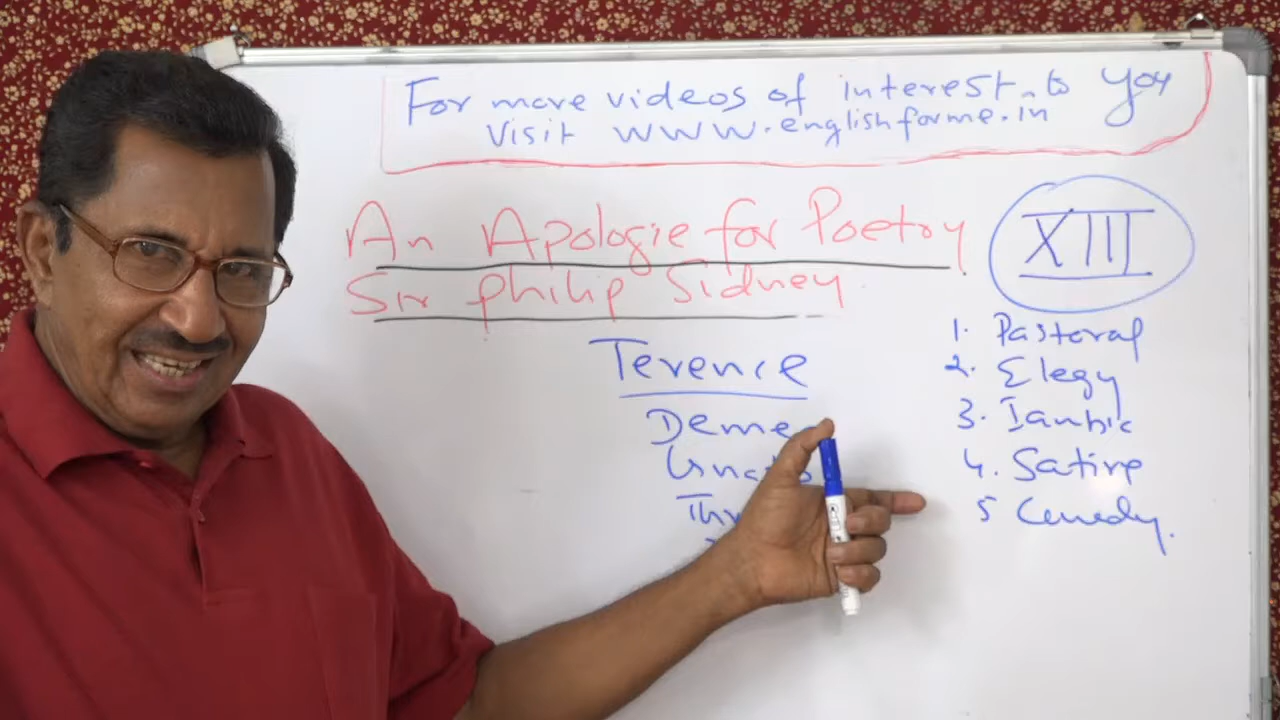 For more videos of interest to you
Visit www.englishforme.in
An Apologie for Poetry
Sir Philip Sidney
XIII
Terence
1. Pastoral
2. Elegy
3. Iambic
4. Satire
5 Comedy.